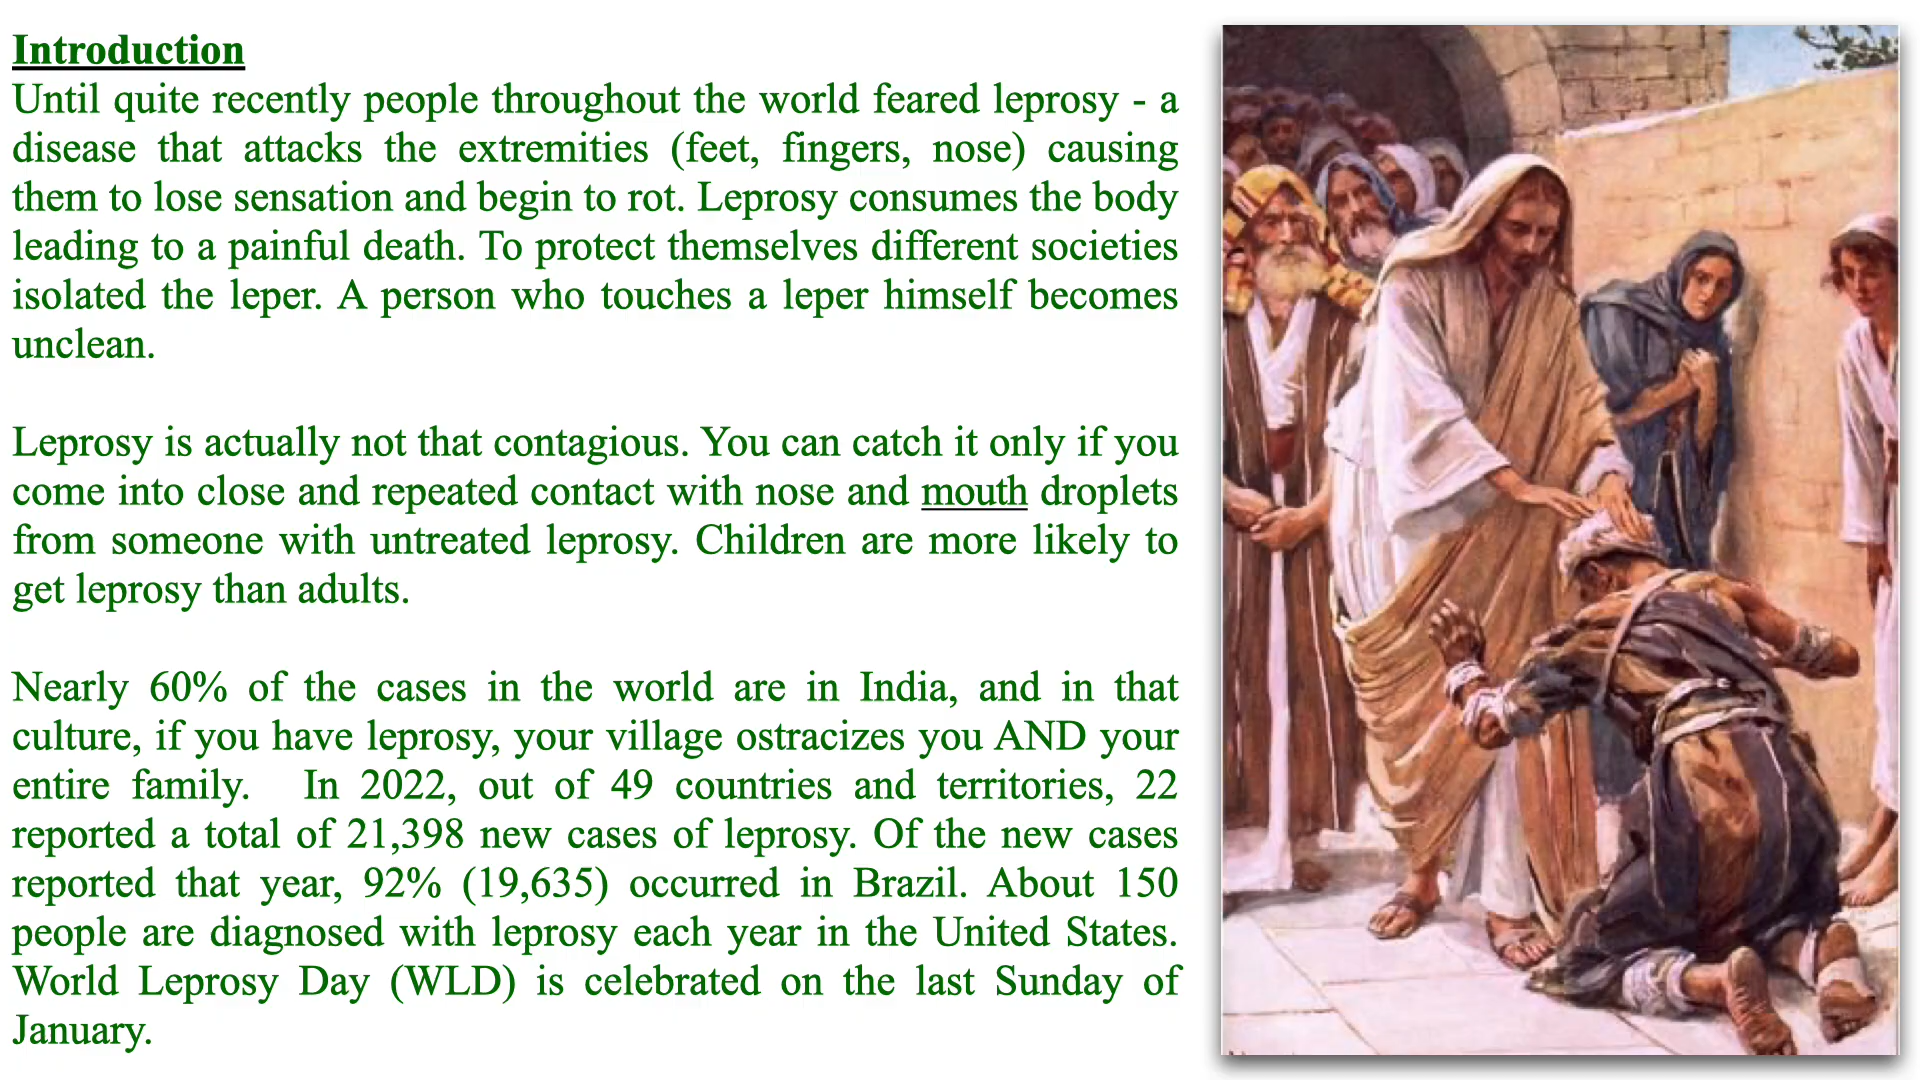 Introduction
Until quite recently people throughout the world feared leprosy - a
disease that attacks the extremities (feet, fingers, nose) causing
them to lose sensation and begin to rot. Leprosy consumes the body
leading to a painful death. To protect themselves different societies
isolated the leper. A person who touches a leper himself becomes
unclean.
Leprosy is actually not that contagious. You can catch it only if you
come into close and repeated contact with nose and mouth droplets
from someone with untreated leprosy. Children are more likely to
get leprosy than adults.
Nearly 60% of the cases in the world are in India, and in that
culture, if you have leprosy, your village ostracizes you AND your
entire family. In 2022, out of 49 countries and territories, 22
reported a total of 21,398 new cases of leprosy. Of the new cases
reported that year, 92% (19,635) occurred in Brazil. About 150
people are diagnosed with leprosy each year in the United States.
World Leprosy Day (WLD) is celebrated on the last Sunday of
January.